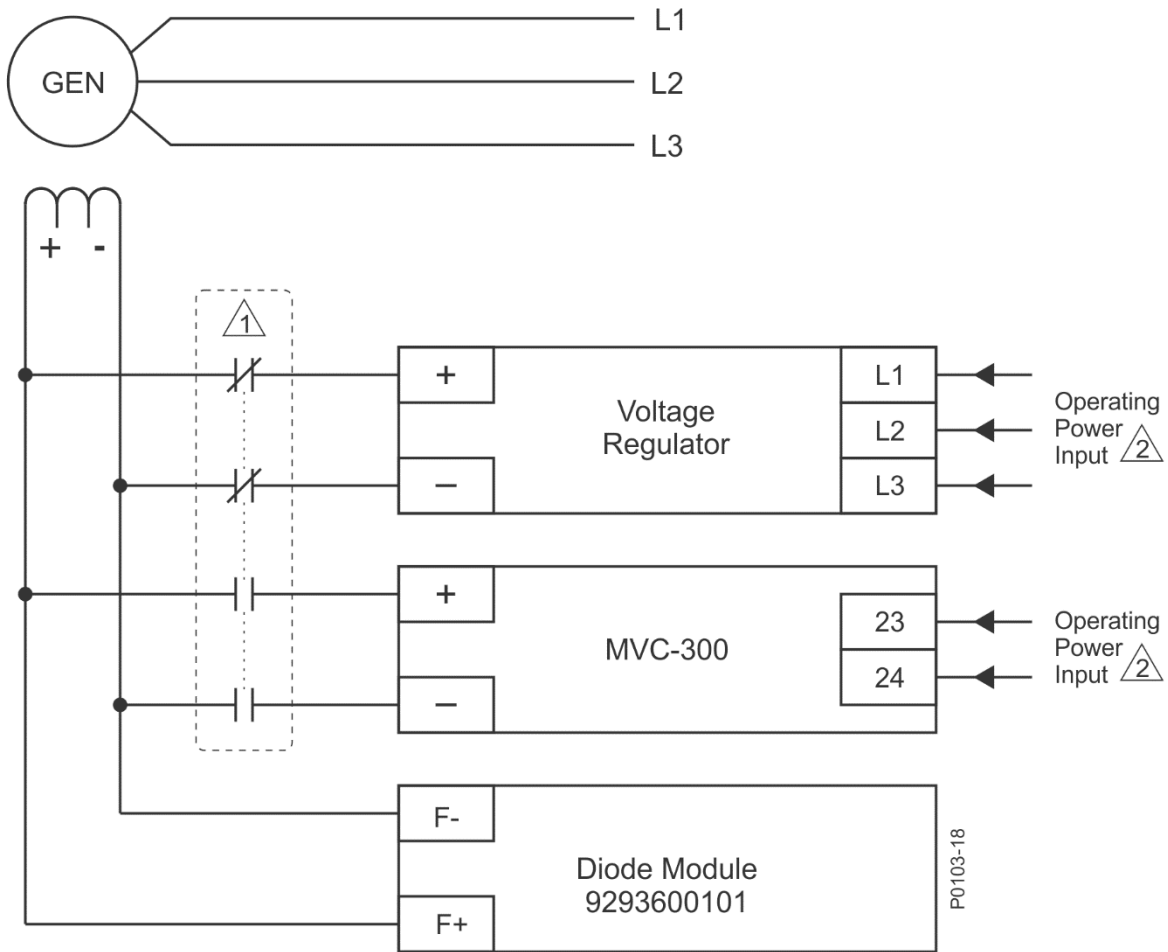 L1
GEN
L2
L3
+ -
1
+
Voltage
Regulator
−
L1
L2
L3
Operating
Power
Input 2
+
MVC-300
−
23
24
Operating
Power
Input 2
F-
Diode Module
9293600101
F+
P0103-18